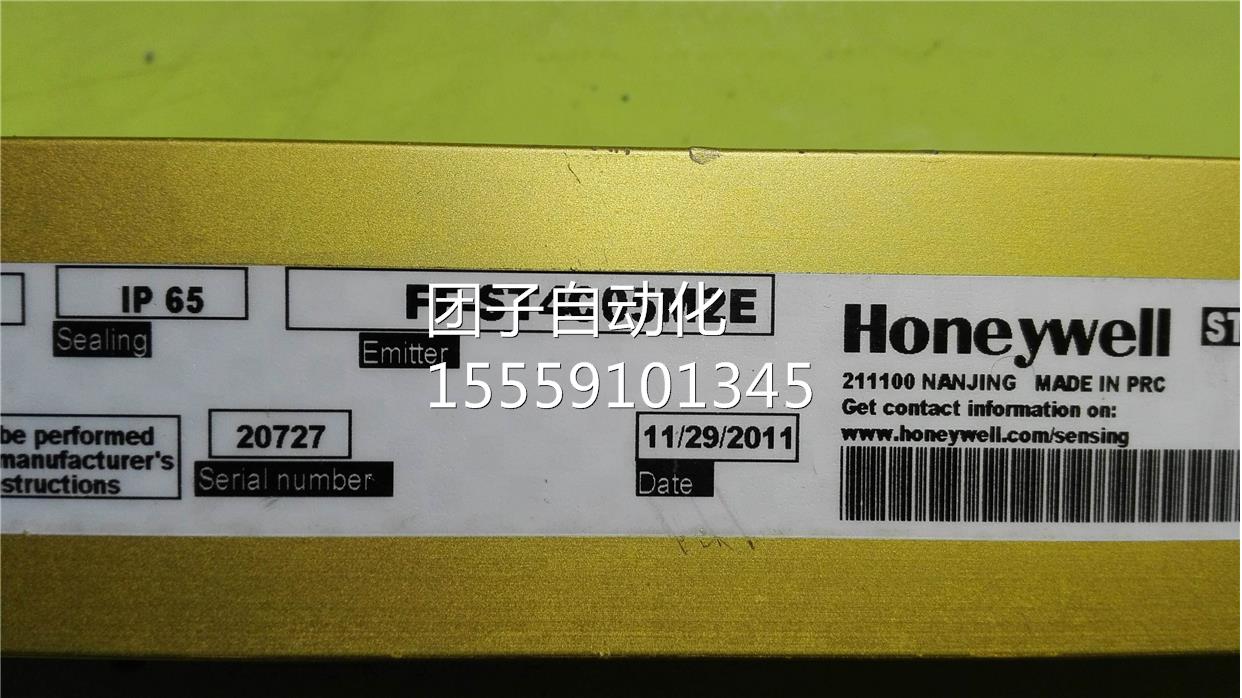 IP 65
Sealing
Emitter
团子自动化
15559101345
Honeywell
ST
211100 NANJING MADE IN PRC
Get contact information on:
www.honeywell.com/sensing
be performed
manufacturer's
structions
20727
Serial number
11/29/2011
Date